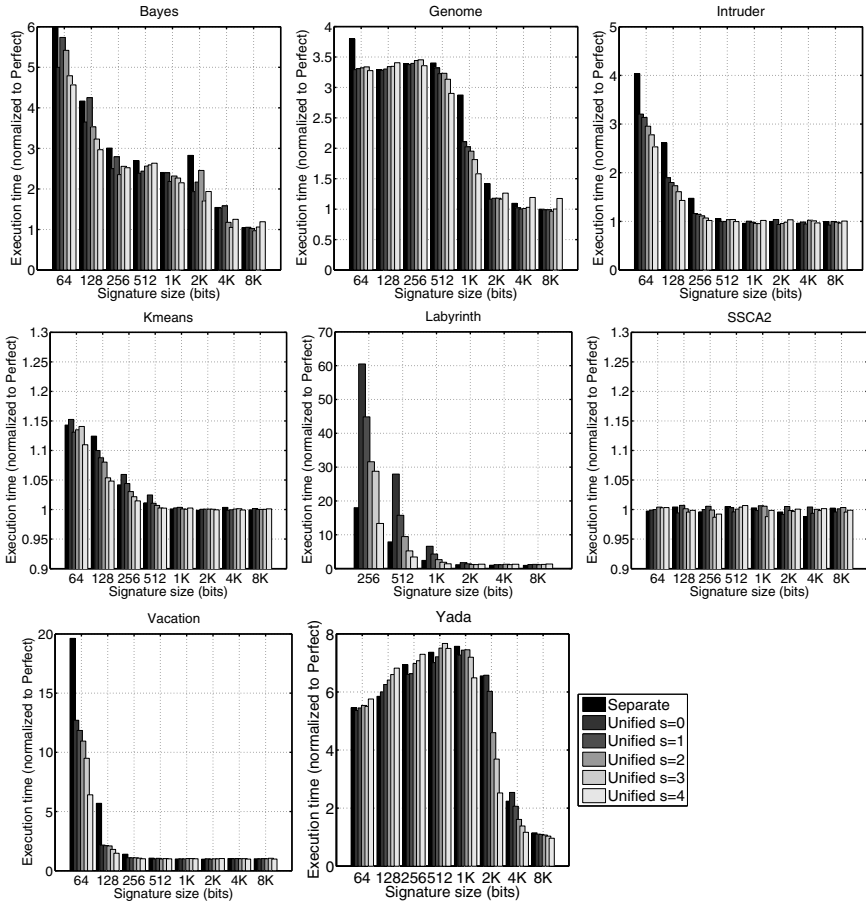 Bayes
Execution time (normalized to Perfect)
6
5
4
3
2
1
0
64 128 256 512 1K 2K 4K 8K
Signature size (bits)
Genome
Execution time (normalized to Perfect)
4
3.5
3
2.5
2
1.5
1
0.5
0
64 128 256 512 1K 2K 4K 8K
Signature size (bits)
Intruder
Execution time (normalized to Perfect)
5
4
3
2
1
0
64 128 256 512 1K 2K 4K 8K
Signature size (bits)
Kmeans
Execution time (normalized to Perfect)
1.3
1.25
1.2
1.15
1.1
1.05
1
0.95
0.9
64 128 256 512 1K 2K 4K 8K
Signature size (bits)
Labyrinth
Execution time (normalized to Perfect)
70
60
50
40
30
20
10
0
256 512 1K 2K 4K 8K
Signature size (bits)
SSCA2
Execution time (normalized to Perfect)
1.3
1.25
1.2
1.15
1.1
1.05
1
0.95
0.9
64 128 256 512 1K 2K 4K 8K
Signature size (bits)
Vacation
Execution time (normalized to Perfect)
20
15
10
5
0
64 128 256 512 1K 2K 4K 8K
Signature size (bits)
Yada
Execution time (normalized to Perfect)
8
6
4
2
0
64 128 256 512 1K 2K 4K 8K
Signature size (bits)
Separate
Unified s=0
Unified s=1
Unified s=2
Unified s=3
Unified s=4